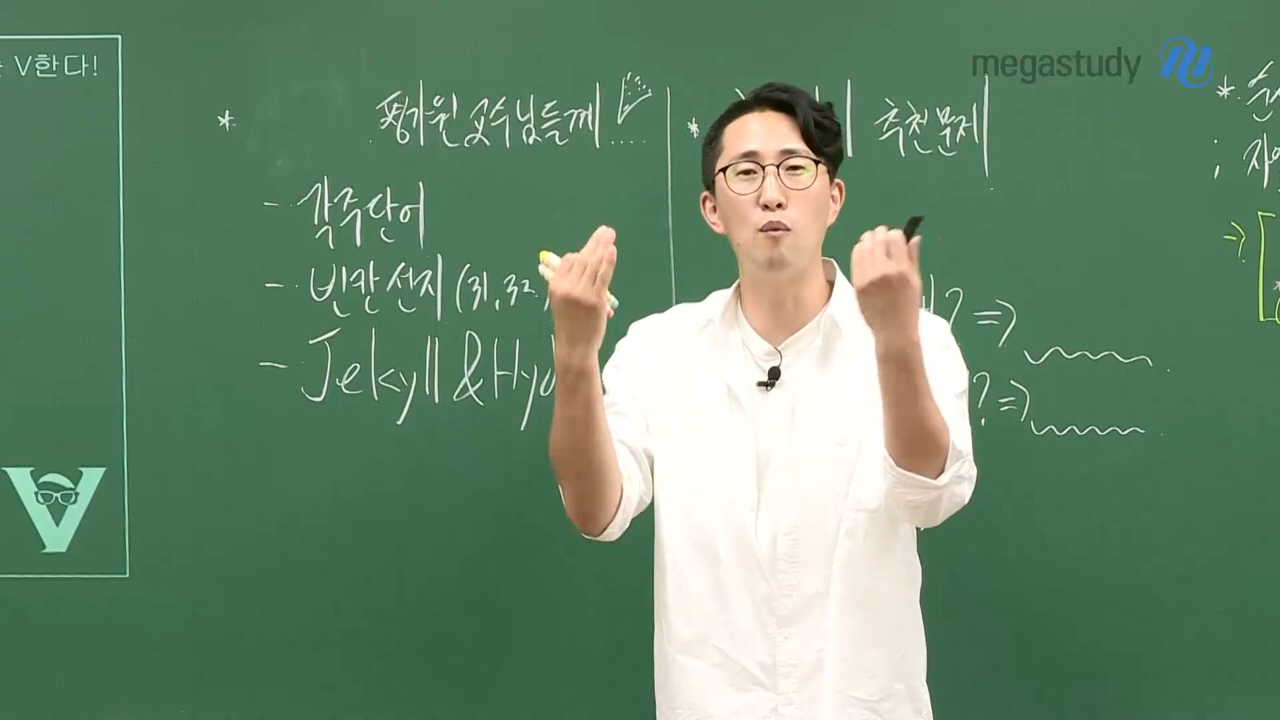 V한다!
megastudy
* 평가원 교수님들께 ....
- 각주단어
- 빈칸 선지 (31, 32
- Jekyll & Hyd
V
* 추천문제
? ⇒
? ⇒
*
;
⇒